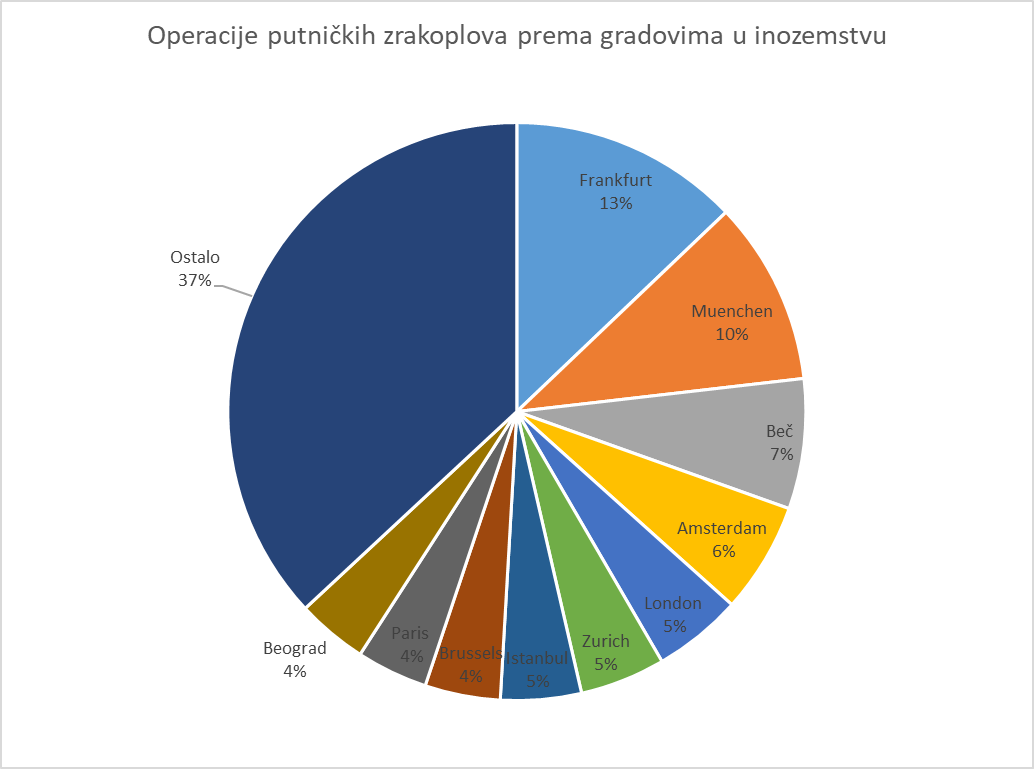 Operacije putničkih zrakoplova prema gradovima u inozemstvu
Frankfurt
13%
Muenchen
10%
Beč
7%
Amsterdam
6%
London
5%
Zurich
5%
Istanbul
5%
Brussels
4%
Paris
4%
Beograd
4%
Ostalo
37%